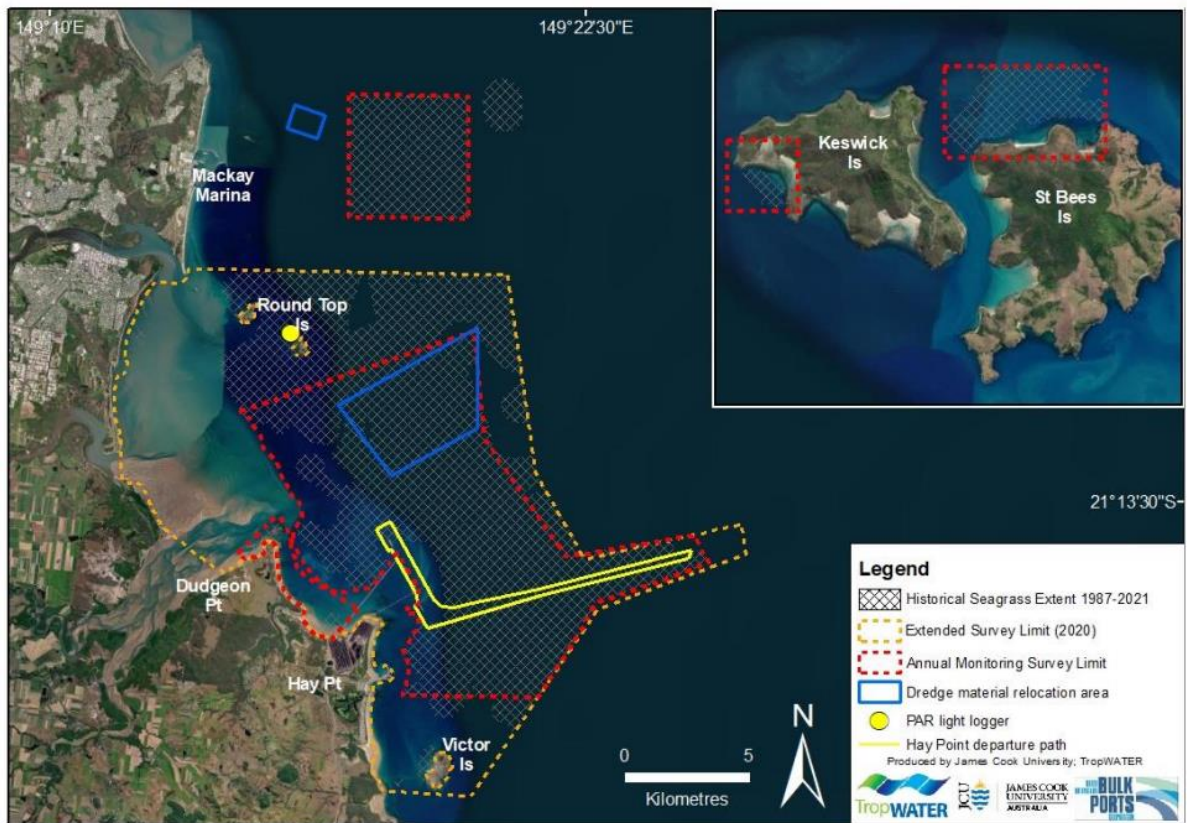 149°10'E
149°22'30"E
Mackay
Marina
Round Top
Is
Keswick
Is
St Bees
Is
21°13'30"S
Dudgeon
Pt
Hay Pt
Victor
Is
N
0 5
Kilometres
Legend
Historical Seagrass Extent 1987-2021
Extended Survey Limit (2020)
Annual Monitoring Survey Limit
Dredge material relocation area
PAR light logger
Hay Point departure path
Produced by James Cook University; TropWATER
TropWATER
JCU
JAMES COOK
UNIVERSITY
AUSTRALIA
BULK
PORTS